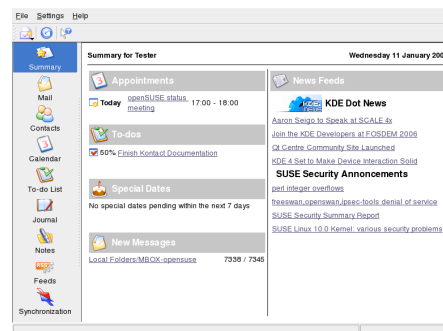 File Settings Help
Summary
Mail
Contacts
Calendar
To-do List
Journal
Notes
Feeds
Synchronization
Summary for Tester
Wednesday 11 January 200
Appointments
Today openSUSE status meeting 17:00 - 18:00
To-dos
50% Finish Kontact Documentation
Special Dates
No special dates pending within the next 7 days
New Messages
Local Folders/MBOX-opensuse 7338 / 7345
News Feeds
KDE Dot News
Aaron Seigo to Speak at SCALE 4x
Join the KDE Developers at FOSDEM 2006
Qt Centre Community Site Launched
KDE 4 Set to Make Device Interaction Solid
SUSE Security Annoncements
perl integer overflows
freeswan,openswan,ipsec-tools denial of service
SUSE Security Summary Report
SUSE Linux 10.0 Kernel: various security problems